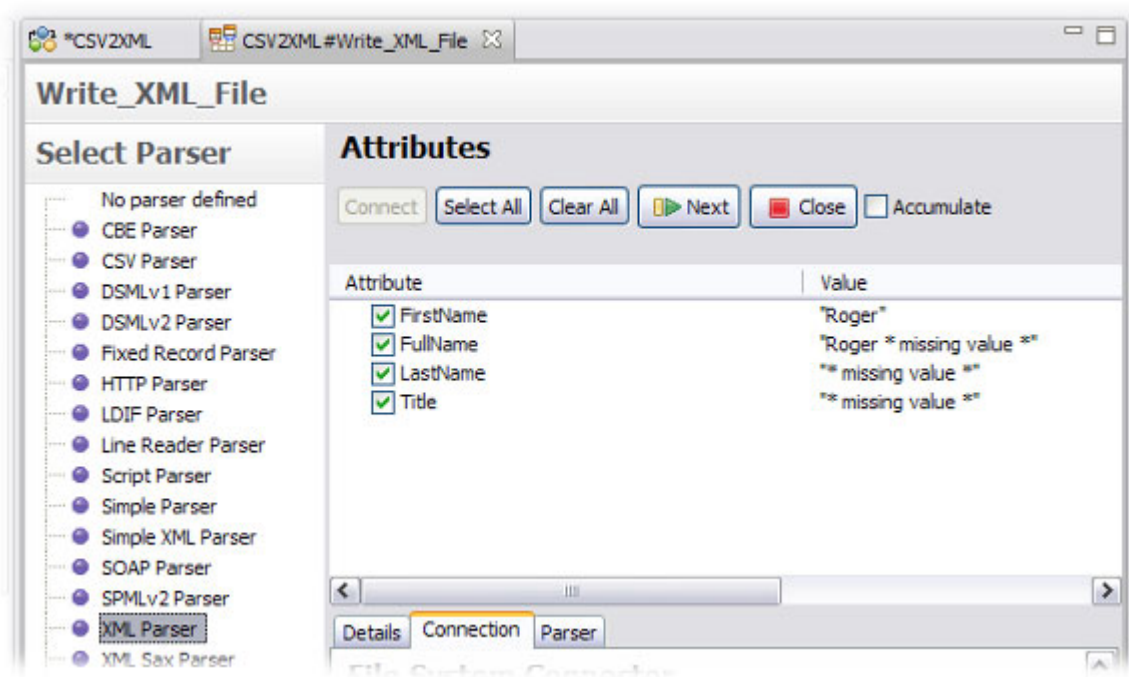 *CSV2XML
CSV2XML#Write_XML_File
Write_XML_File
Select Parser
No parser defined
CBE Parser
CSV Parser
DSMLv1 Parser
DSMLv2 Parser
Fixed Record Parser
HTTP Parser
LDIF Parser
Line Reader Parser
Script Parser
Simple Parser
Simple XML Parser
SOAP Parser
SPMLv2 Parser
XML Parser
XML Sax Parser
Attributes
Connect Select All Clear All Next Close Accumulate
Attribute Value
FirstName "Roger"
FullName "Roger * missing value *"
LastName "* missing value *"
Title "* missing value *"
Details Connection Parser
File System Connector